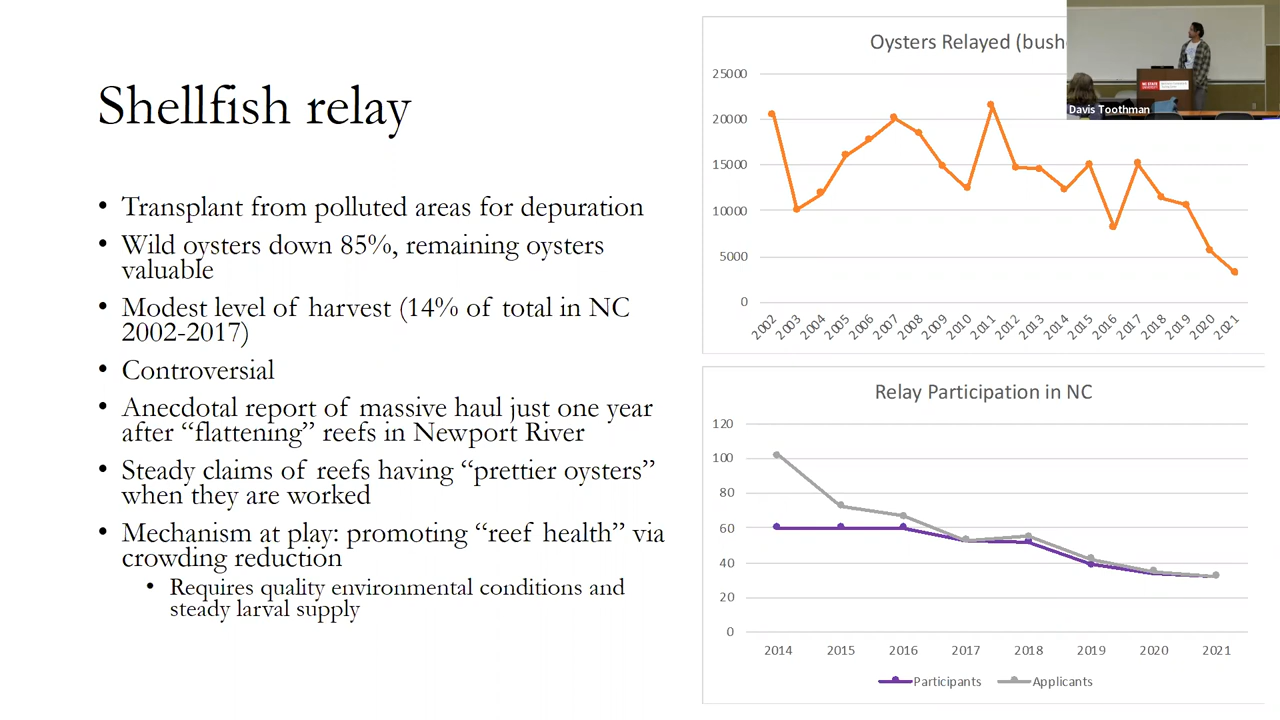 Shellfish relay
• Transplant from polluted areas for depuration
• Wild oysters down 85%, remaining oysters
valuable
• Modest level of harvest (14% of total in NC
2002-2017)
• Controversial
• Anecdotal report of massive haul just one year
after “flattening” reefs in Newport River
• Steady claims of reefs having “prettier oysters”
when they are worked
• Mechanism at play: promoting “reef health” via
crowding reduction
• Requires quality environmental conditions and
steady larval supply
Oysters Relayed (bush
25000
20000
15000
10000
5000
0
2002 2003 2004 2005 2006 2007 2008 2009 2010 2011 2012 2013 2014 2015 2016 2017 2018 2019 2020 2021
Davis Toothman
NC STATE
Relay Participation in NC
120
100
80
60
40
20
0
2014 2015 2016 2017 2018 2019 2020 2021
Participants Applicants